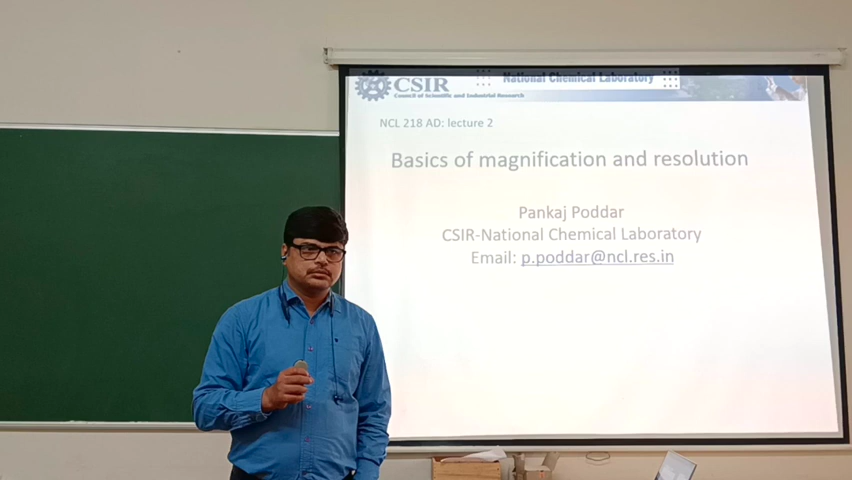 CSIR
Council of Scientific and Industrial Research
National Chemical Laboratory
NCL 218 AD: lecture 2
Basics of magnification and resolution
Pankaj Poddar
CSIR-National Chemical Laboratory
Email: p.poddar@ncl.res.in